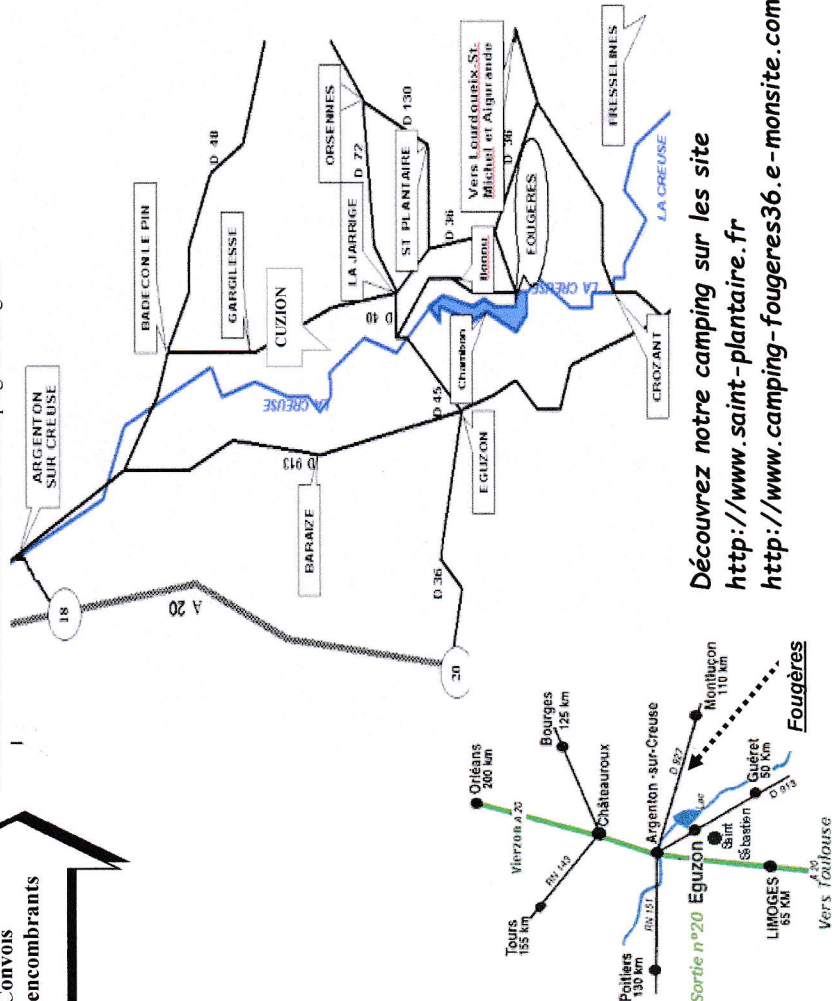 Convois
encombrants
ARGENTON
SUR CREUSE
18
A 20
20
BADECON LE PIN
D 48
GARGILESSE
CUZION
LA CREUSE
D 913
BARAIZE
ORSENNES
D 72
D 130
LA JARRIGE
ST PLANTAIRE
D 40
D 36
D 45
EGUZON
D 36
Chambon
Bonnu
Vers Lourdoueix-St-
Michel et Aigurande
D 36
FOUGERES
LA CREUSE
CROZANT
FRESSELINES
LA CREUSE
Découvrez notre camping sur les site
http://www.saint-plantaire.fr
http://www.camping-fougeres36.e-monsite.com
Orléans
200 km
Vierzon A 20
Bourges
125 km
Châteauroux
RN 143
Tours
155 km
Argenton-sur-Creuse
D 927
Montluçon
110 km
RN 151
Poitiers
130 km
Sortie n°20
Eguzon
Lac
Saint
Sébastien
Guéret
50 Km
D 913
LIMOGES
65 KM
A 20
Vers Toulouse
Fougères